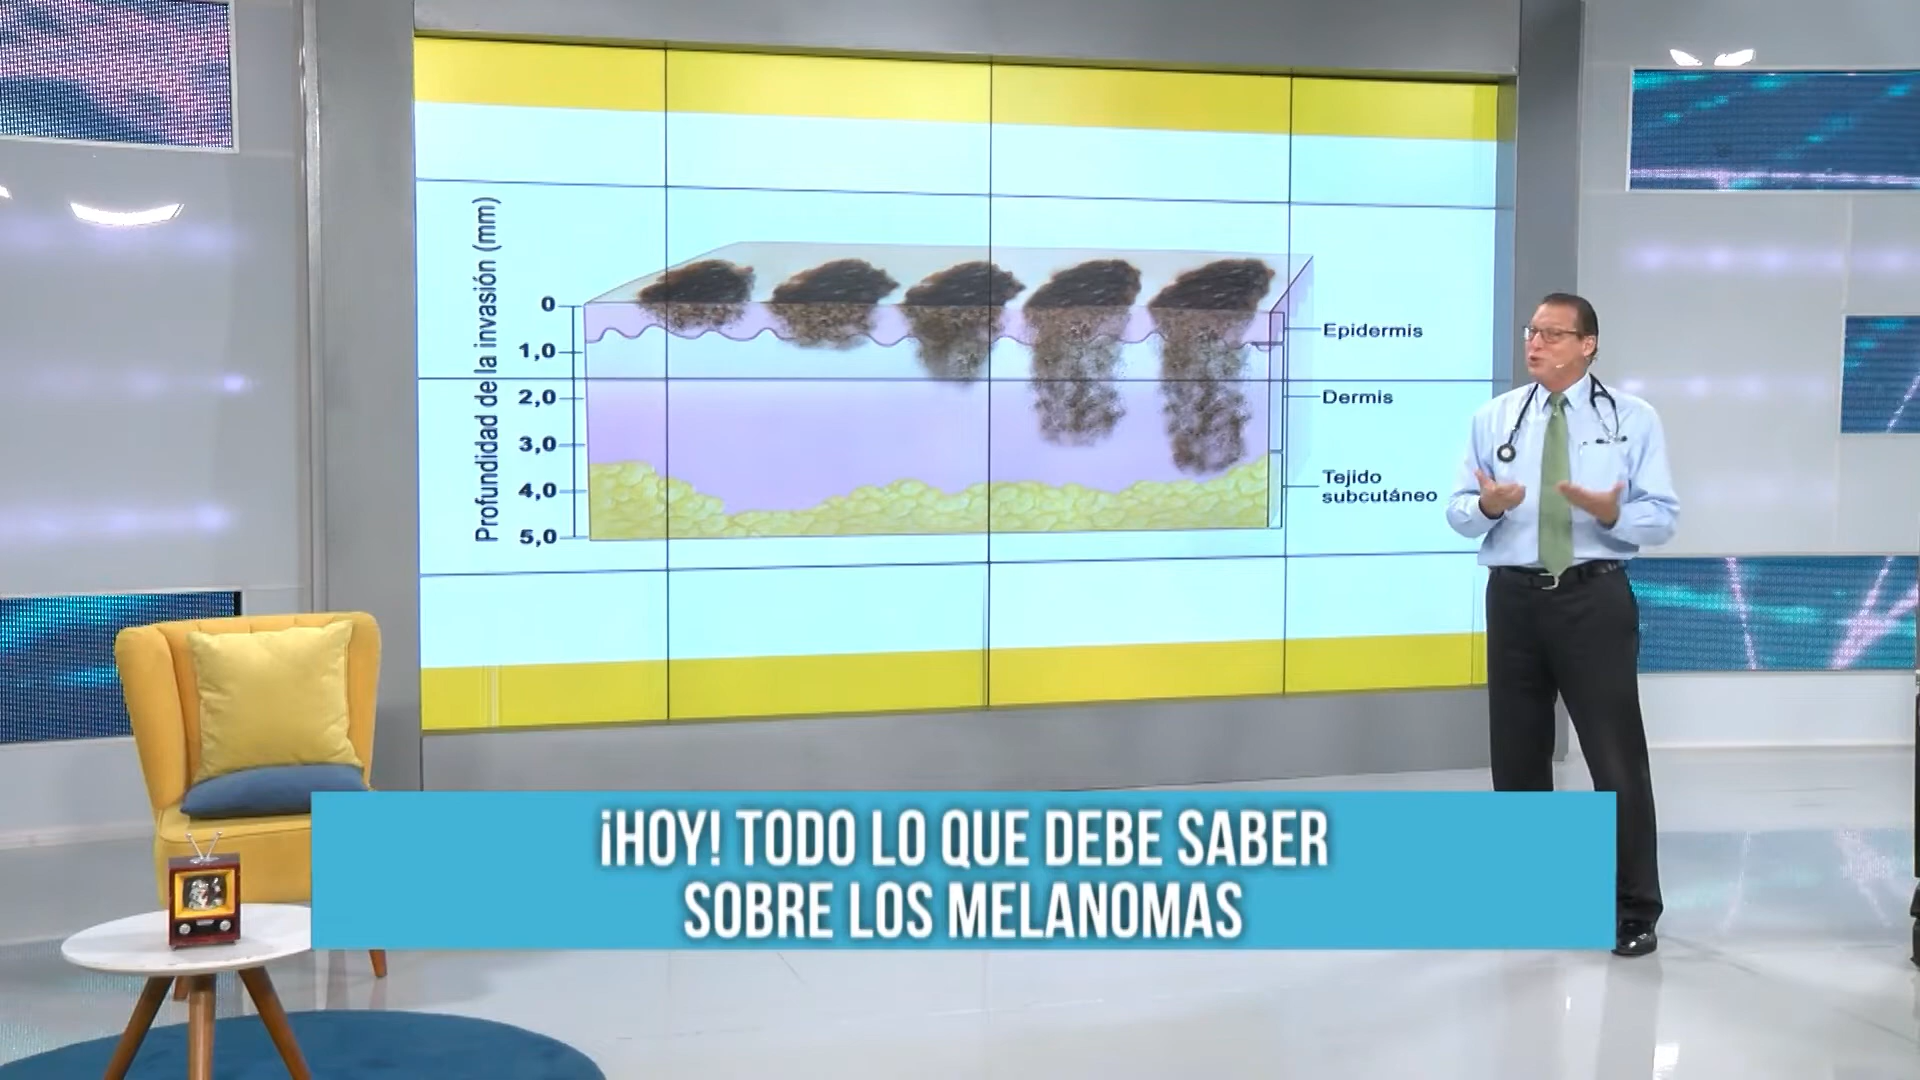 Profundidad de la invasión (mm)
0
1,0
2,0
3,0
4,0
5,0
Epidermis
Dermis
Tejido
subcutáneo
¡HOY! TODO LO QUE DEBE SABER
SOBRE LOS MELANOMAS